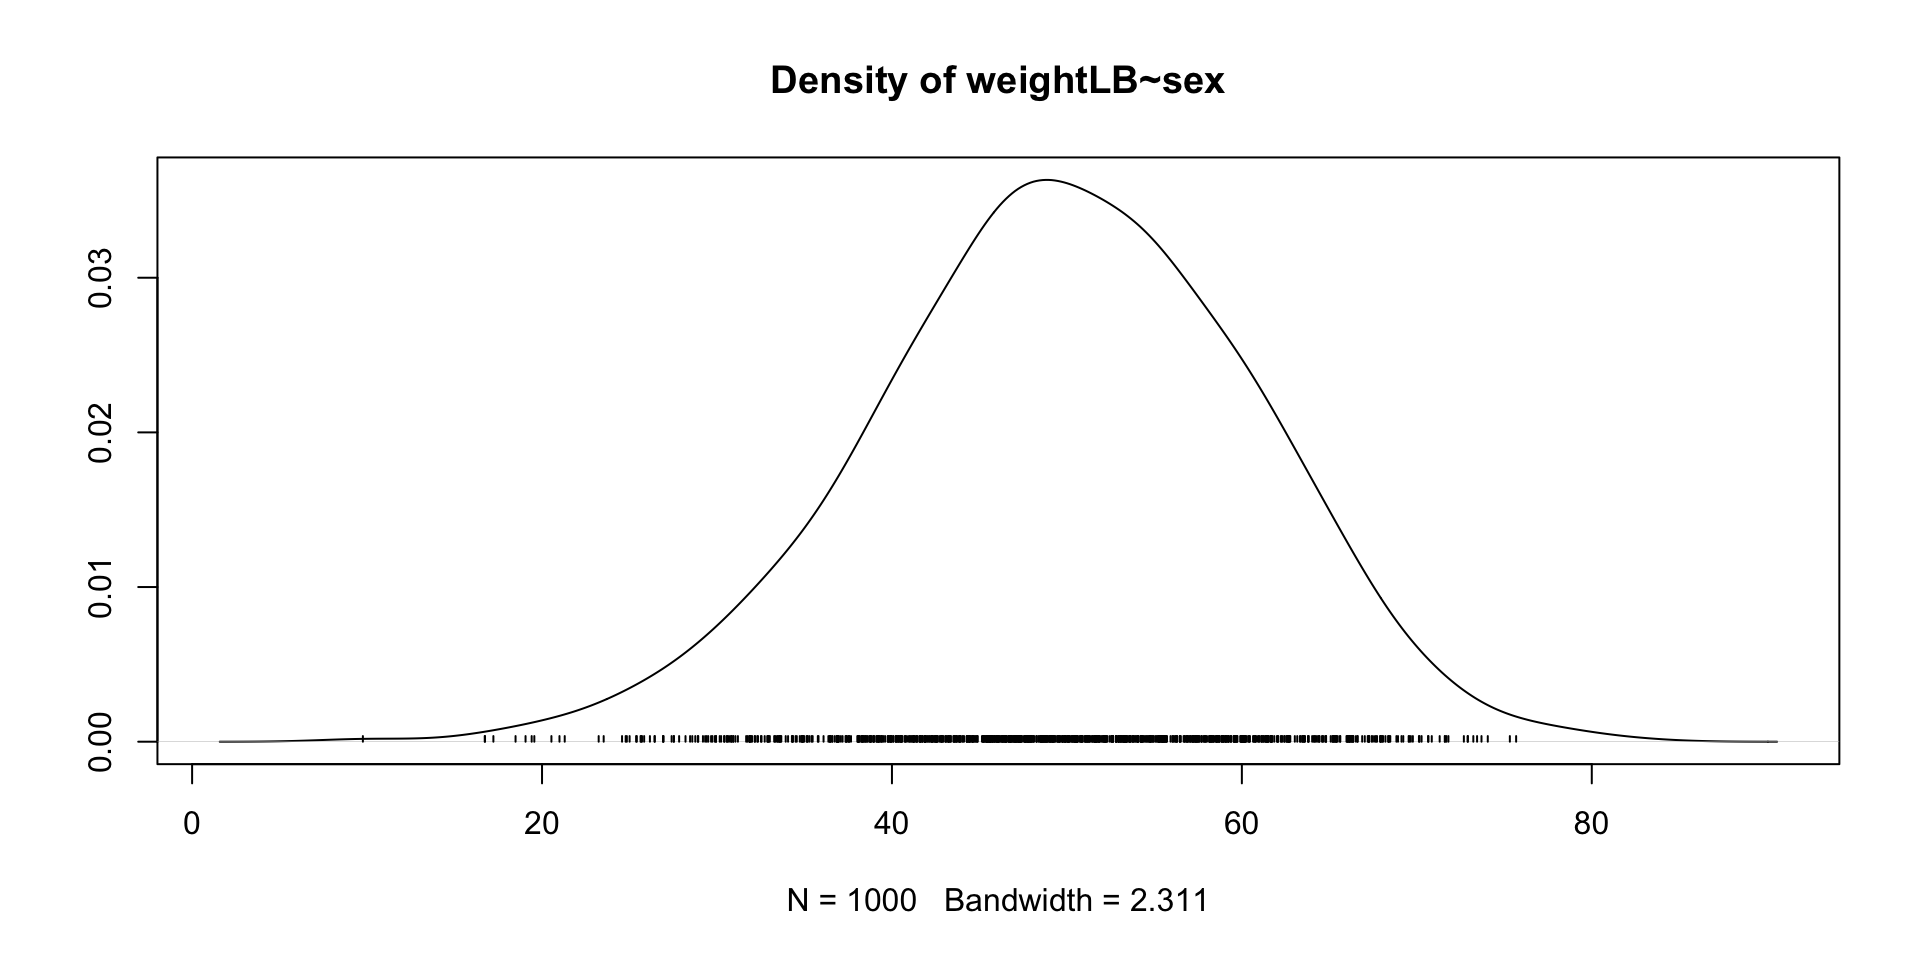 Density of weightLB~sex
0.03
0.02
0.01
0.00
0 20 40 60 80
N = 1000 Bandwidth = 2.311